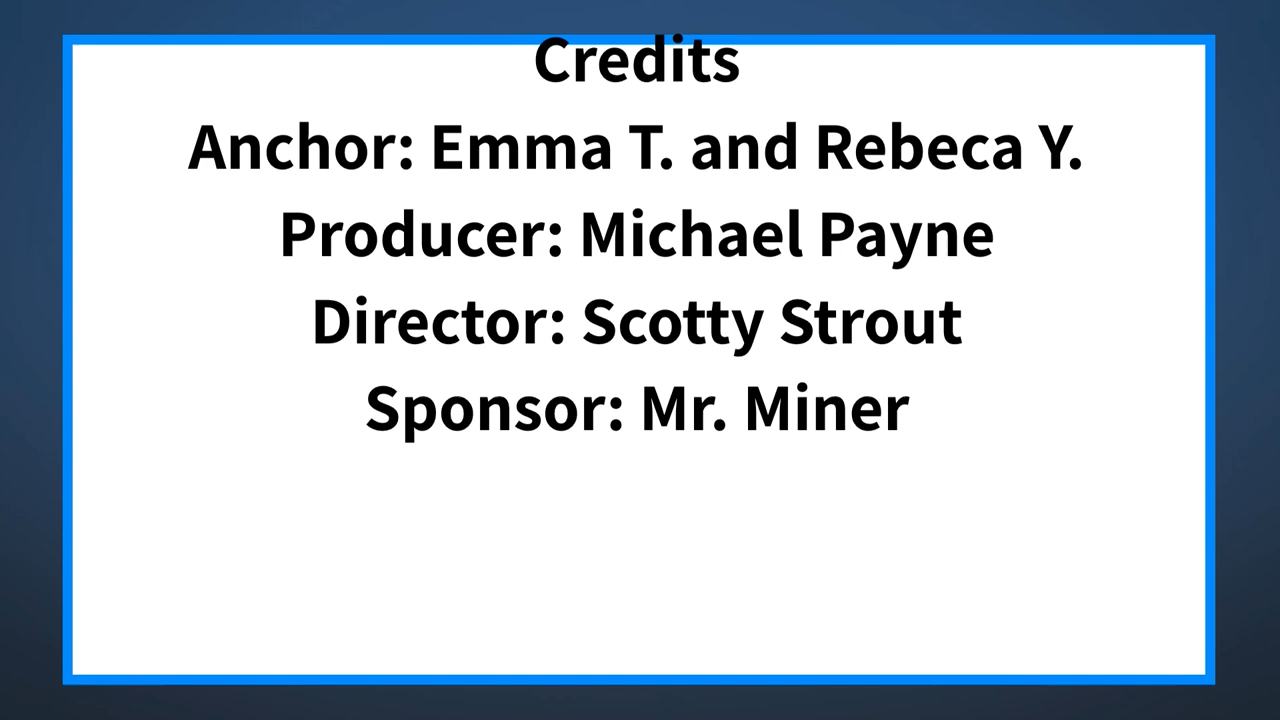 Credits
Anchor: Emma T. and Rebeca Y.
Producer: Michael Payne
Director: Scotty Strout
Sponsor: Mr. Miner